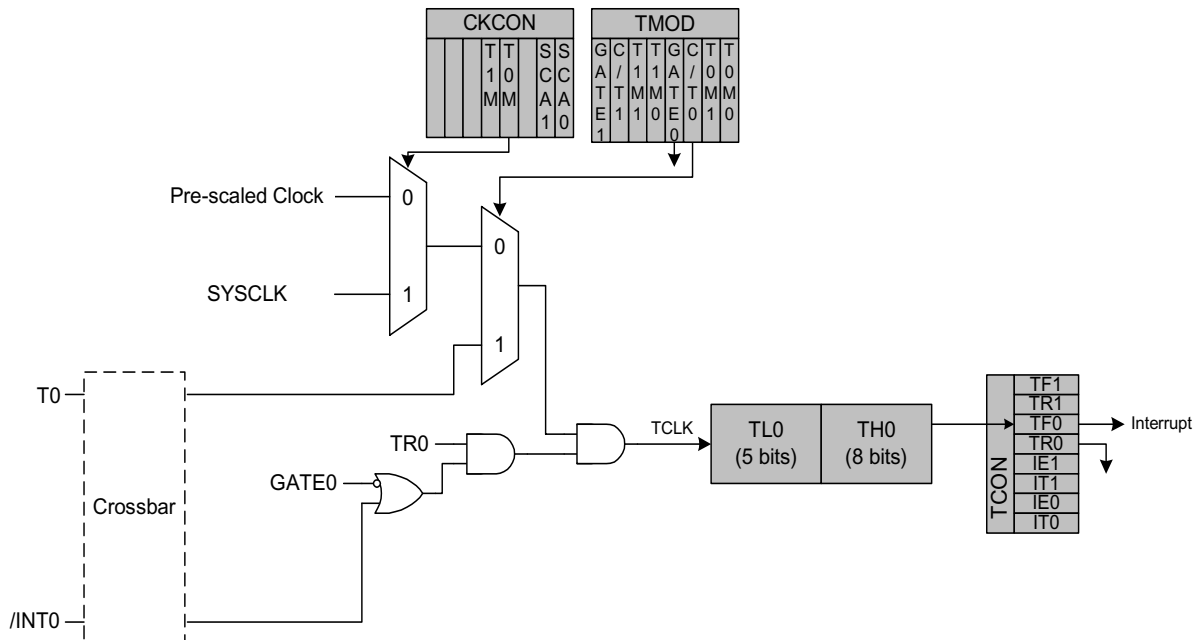 CKCON
T1M
T0M
SCA1
SCA0
TMOD
GATE1
C/T1
T1M1
T1M0
GATE0
C/T0
T0M1
T0M0
Pre-scaled Clock
0
SYSCLK
1
0
1
T0
Crossbar
/INT0
TR0
GATE0
TCLK
TL0
(5 bits)
TH0
(8 bits)
TCON
TF1
TR1
TF0
TR0
IE1
IT1
IE0
IT0
Interrupt